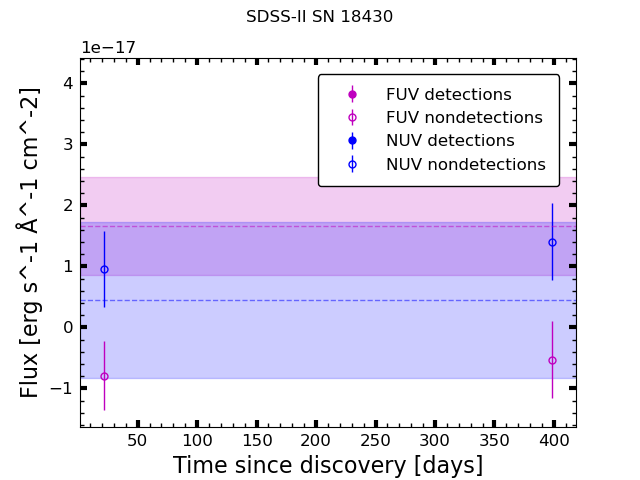 SDSS-II SN 18430
1e−17
FUV detections
FUV nondetections
NUV detections
NUV nondetections
4
3
2
1
0
−1
Flux [erg s^-1 Å^-1 cm^-2]
50 100 150 200 250 300 350 400
Time since discovery [days]